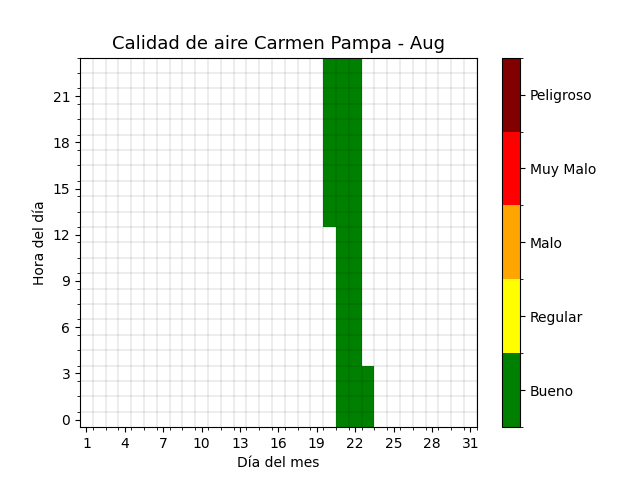 Calidad de aire Carmen Pampa - Aug
Hora del día
21
18
15
12
9
6
3
0
1 4 7 10 13 16 19 22 25 28 31
Día del mes
Peligroso
Muy Malo
Malo
Regular
Bueno